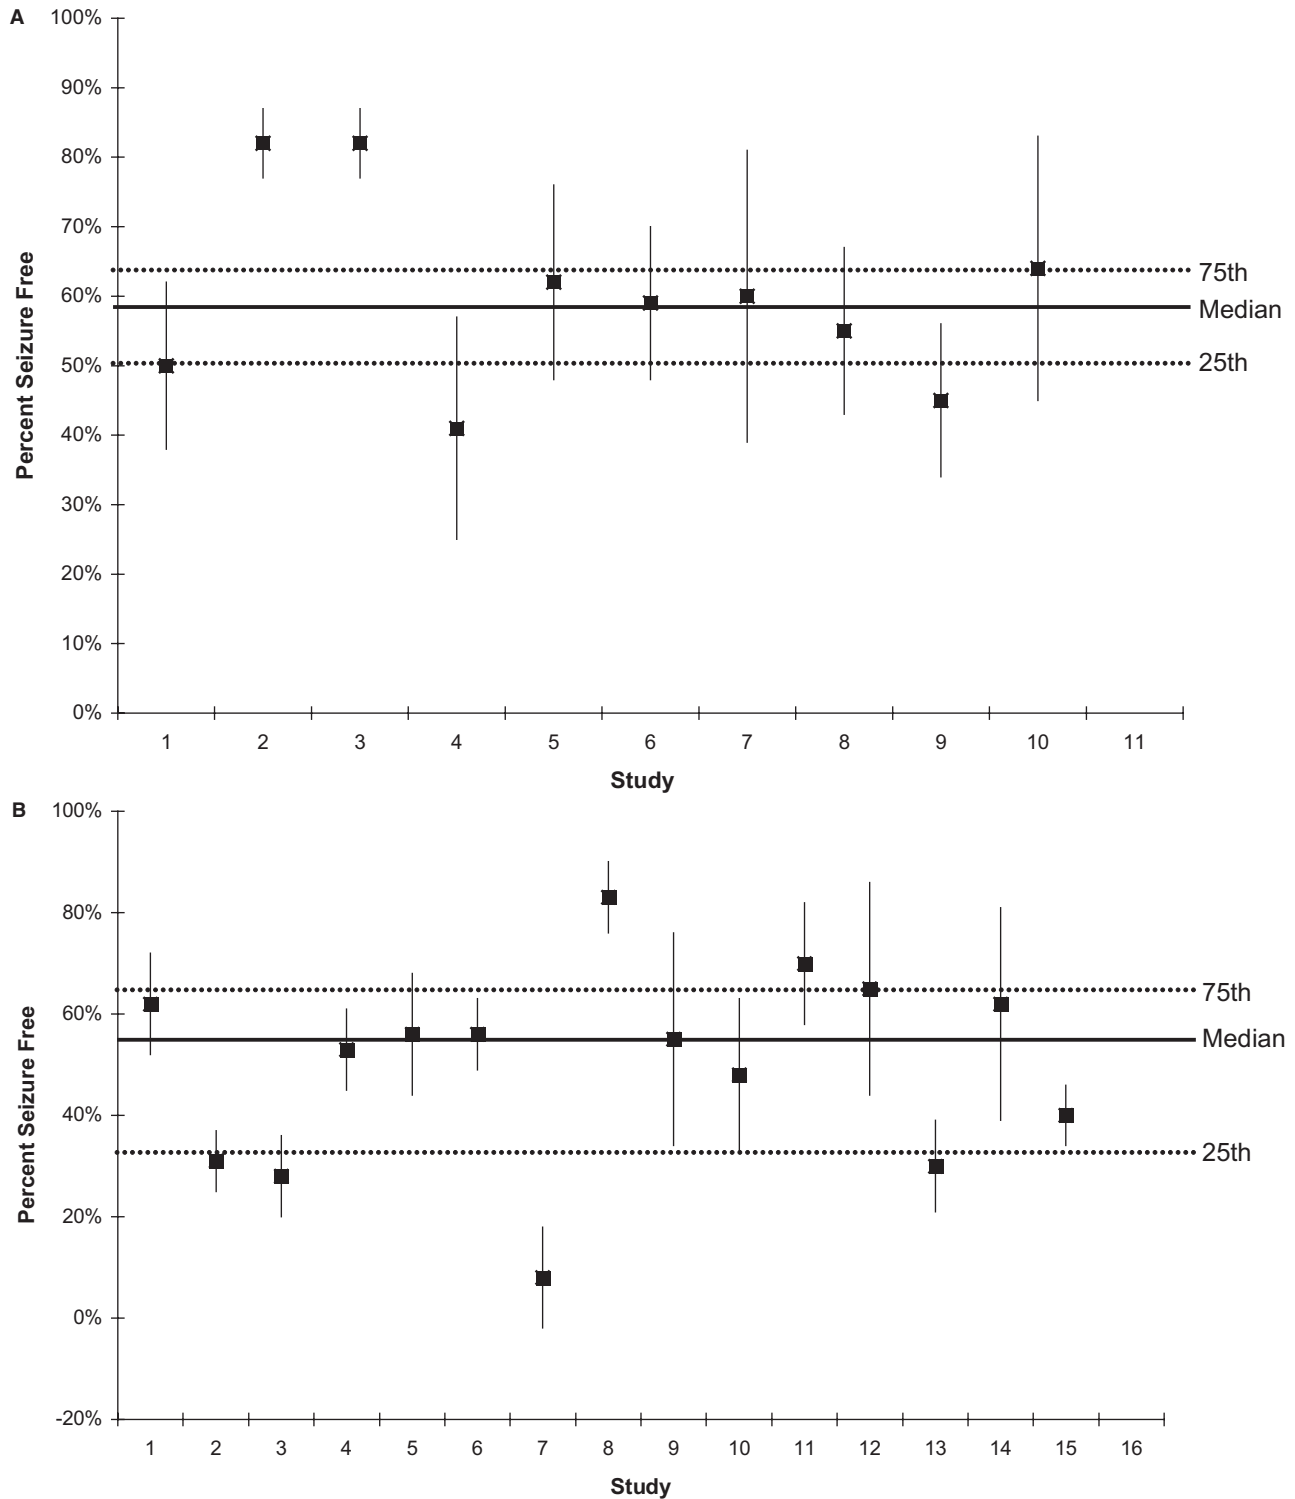 A
100%
90%
80%
70%
60%
50%
40%
30%
20%
10%
0%
Percent Seizure Free
75th
Median
25th
1 2 3 4 5 6 7 8 9 10 11
Study
B
100%
80%
60%
40%
20%
0%
-20%
Percent Seizure Free
75th
Median
25th
1 2 3 4 5 6 7 8 9 10 11 12 13 14 15 16
Study